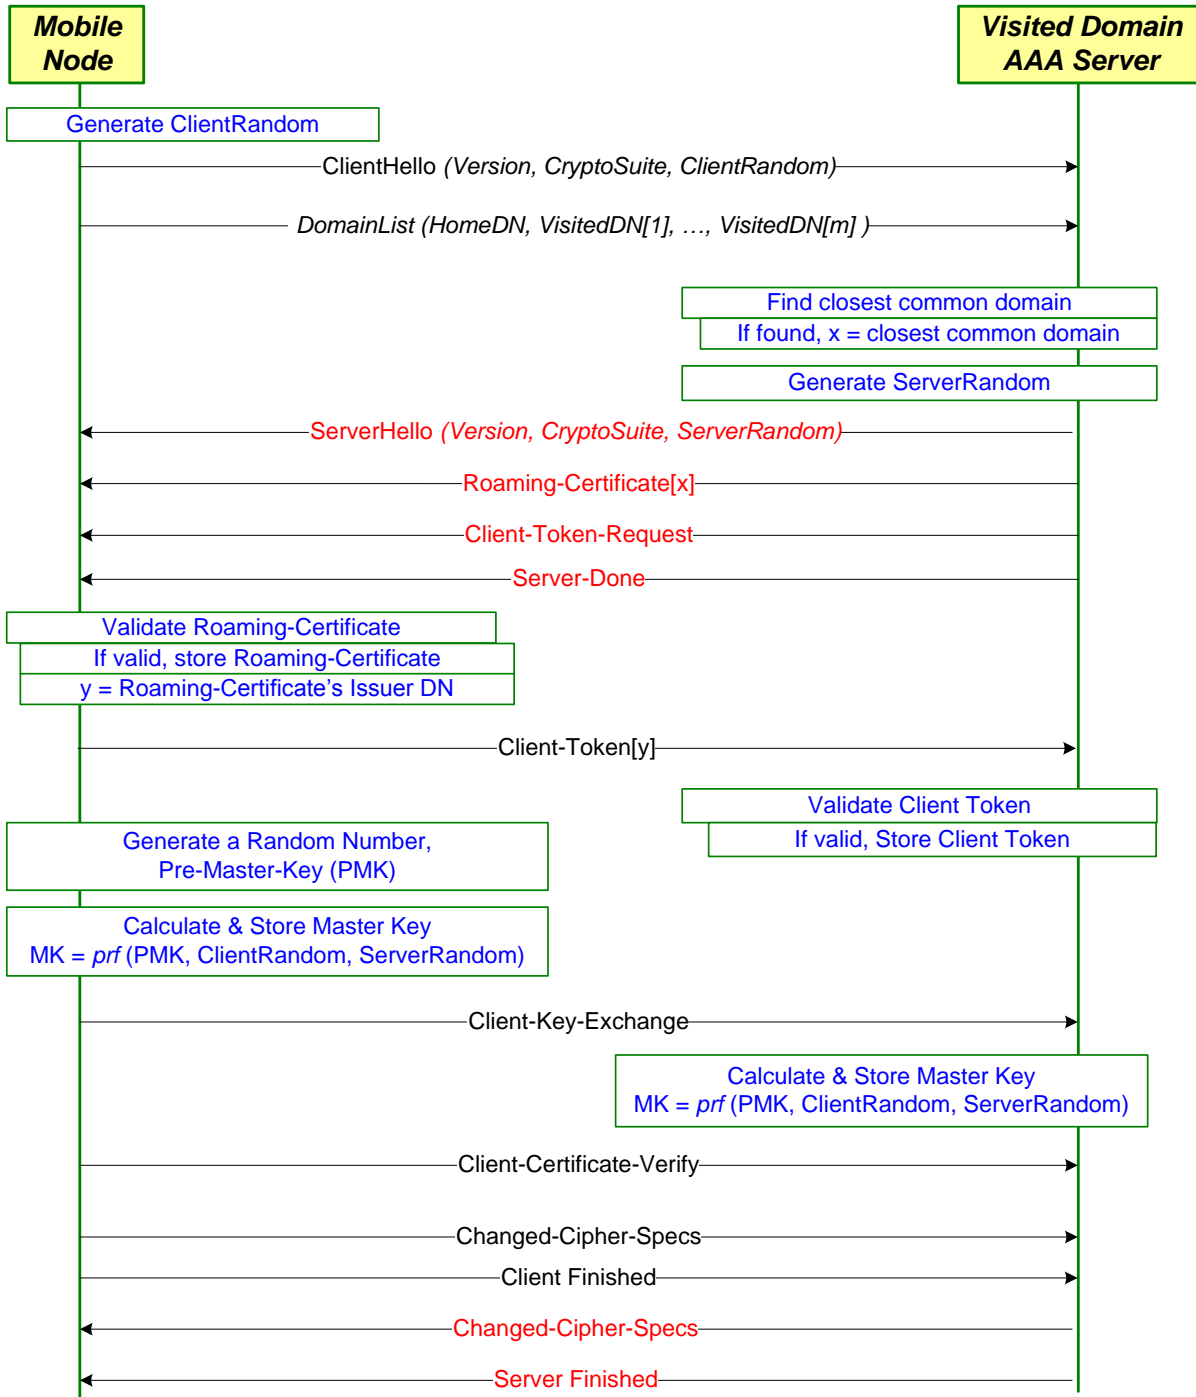 Mobile
Node
Visited Domain
AAA Server
Generate ClientRandom
ClientHello (Version, CryptoSuite, ClientRandom)
DomainList (HomeDN, VisitedDN[1], …, VisitedDN[m] )
Find closest common domain
If found, x = closest common domain
Generate ServerRandom
ServerHello (Version, CryptoSuite, ServerRandom)
Roaming-Certificate[x]
Client-Token-Request
Server-Done
Validate Roaming-Certificate
If valid, store Roaming-Certificate
y = Roaming-Certificate’s Issuer DN
Client-Token[y]
Validate Client Token
If valid, Store Client Token
Generate a Random Number,
Pre-Master-Key (PMK)
Calculate & Store Master Key
MK = prf (PMK, ClientRandom, ServerRandom)
Client-Key-Exchange
Calculate & Store Master Key
MK = prf (PMK, ClientRandom, ServerRandom)
Client-Certificate-Verify
Changed-Cipher-Specs
Client Finished
Changed-Cipher-Specs
Server Finished